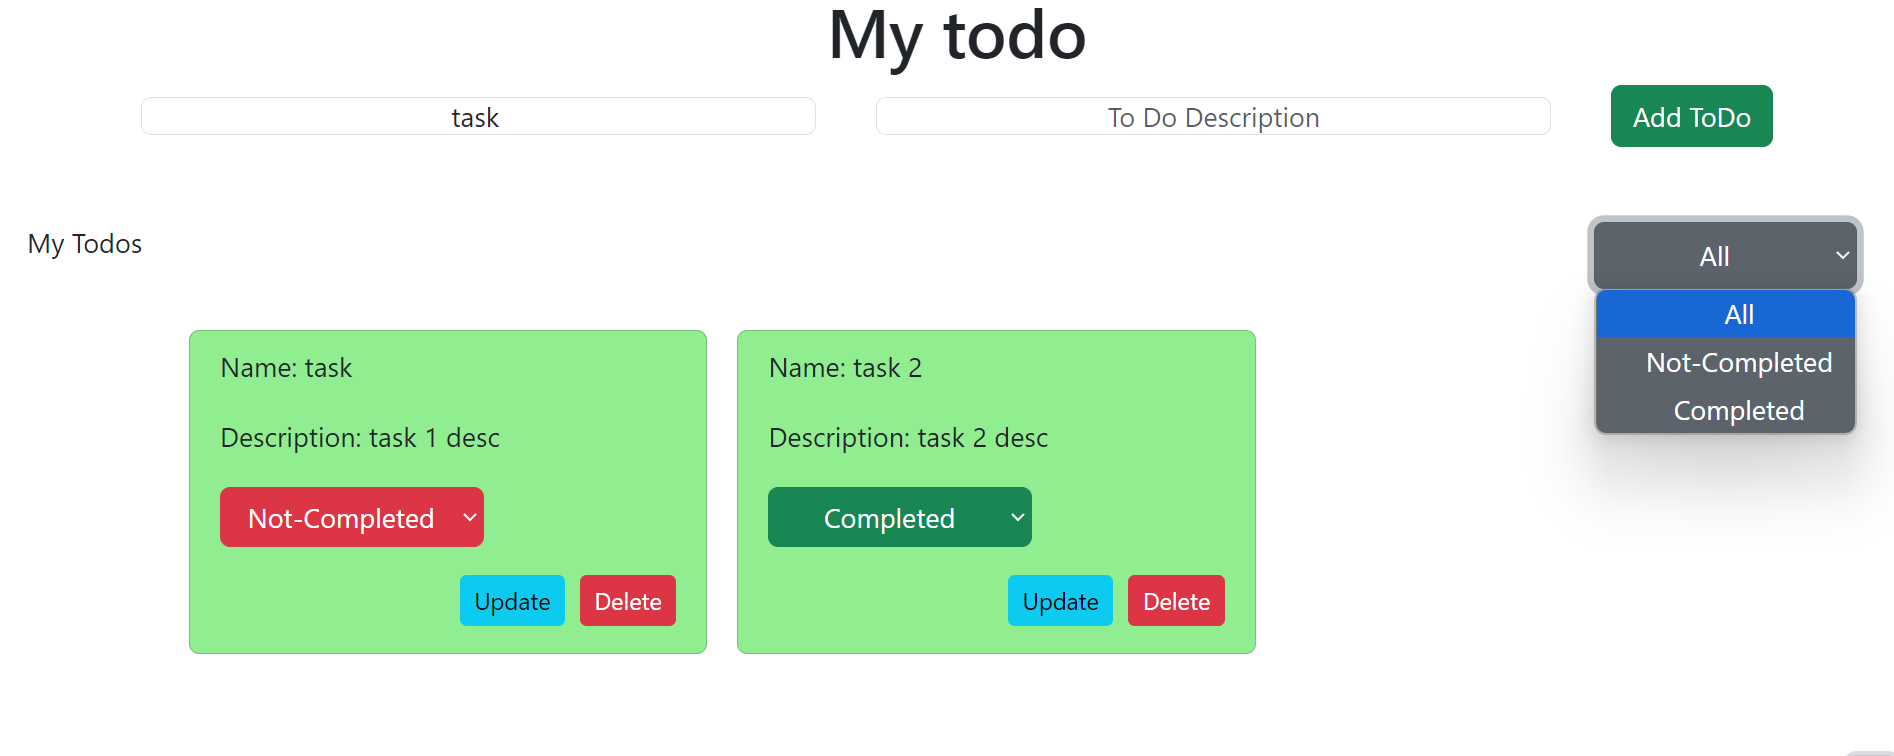 My todo
task
To Do Description
Add ToDo
My Todos
All
All
Not-Completed
Completed
Name: task
Description: task 1 desc
Not-Completed
Update
Delete
Name: task 2
Description: task 2 desc
Completed
Update
Delete